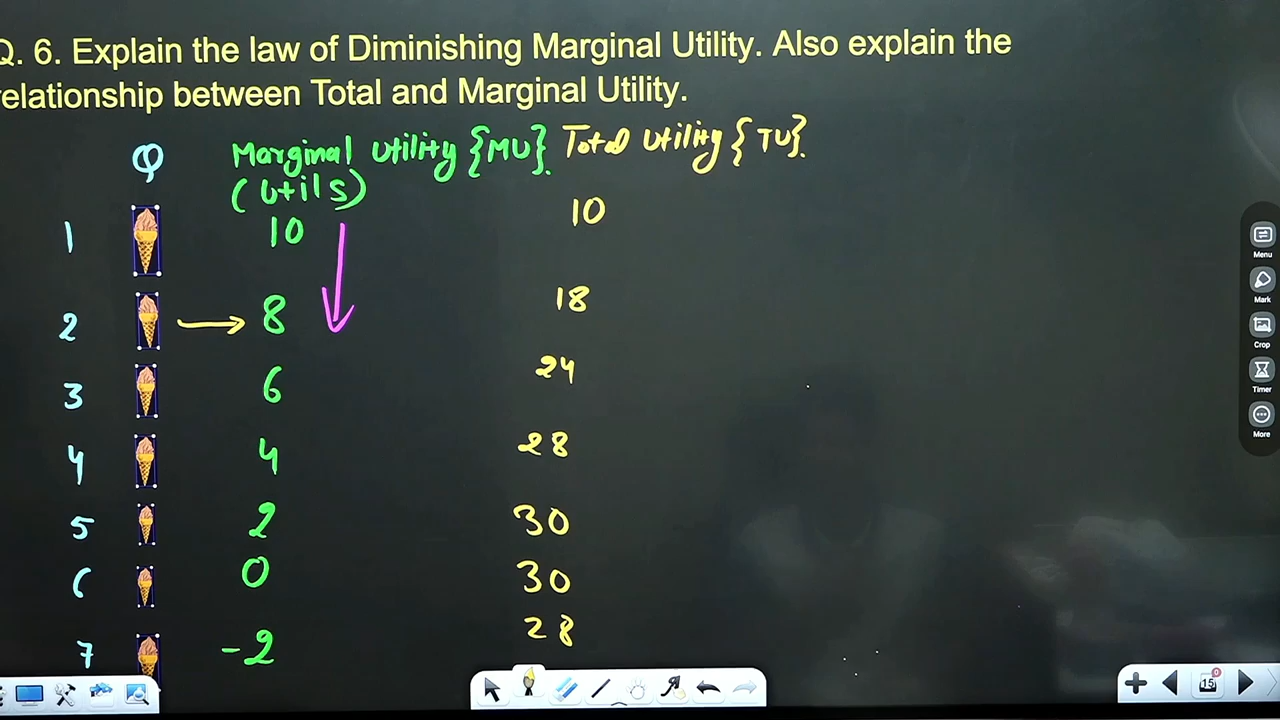 Q. 6. Explain the law of Diminishing Marginal Utility. Also explain the
relationship between Total and Marginal Utility.
Q Marginal Utility {MU}. Total Utility {TU}.
(Utils)
1 10 10
2 8 18
3 6 24
4 4 28
5 2 30
6 0 30
7 -2 28
Menu
Mark
Crop
Timer
More
15